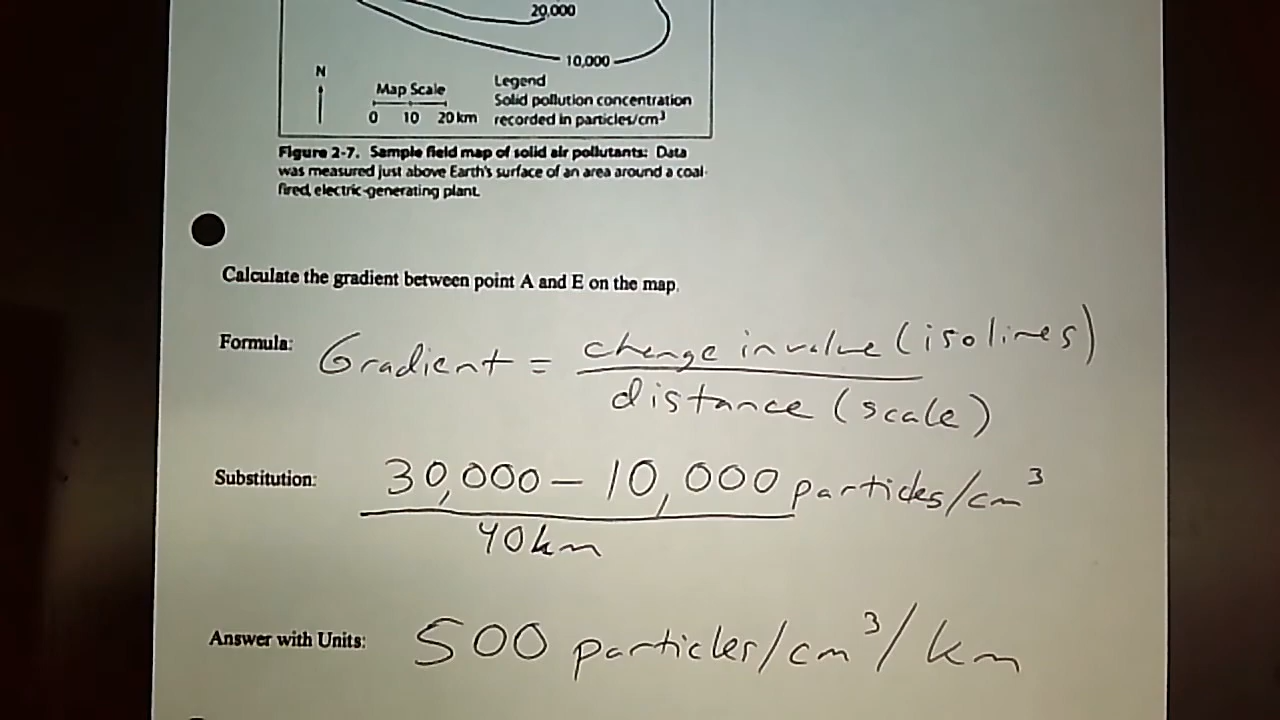 20,000
10,000
N
Map Scale
0 10 20 km
Legend
Solid pollution concentration
recorded in particles/cm³
Figure 2-7. Sample field map of solid air pollutants: Data
was measured just above Earth's surface of an area around a coal-
fired, electric-generating plant.
Calculate the gradient between point A and E on the map.
Formula: Gradient = change in value (isolines)
distance (scale)
Substitution: 30,000 – 10,000 particles/cm³
40km
Answer with Units: 500 particles/cm³/km